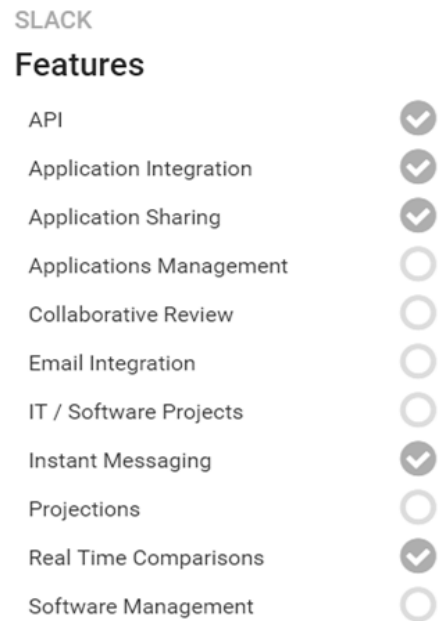 SLACK
Features
API
Application Integration
Application Sharing
Applications Management
Collaborative Review
Email Integration
IT / Software Projects
Instant Messaging
Projections
Real Time Comparisons
Software Management